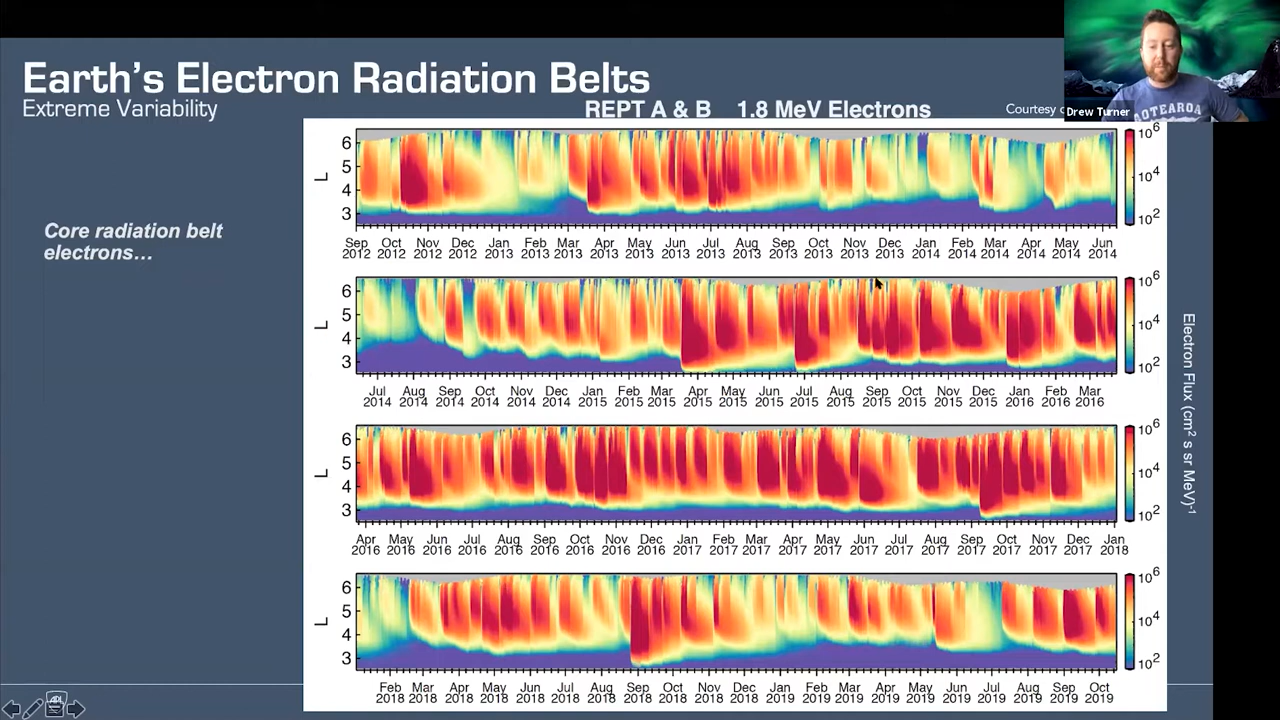 Earth's Electron Radiation Belts
Extreme Variability
REPT A & B 1.8 MeV Electrons
Courtesy
Drew Turner
AOTEAROA
Core radiation belt
electrons…
L
6
5
4
3
10^6
10^4
10^2
Sep Oct Nov Dec Jan Feb Mar Apr May Jun Jul Aug Sep Oct Nov Dec Jan Feb Mar Apr May Jun
2012 2012 2012 2012 2013 2013 2013 2013 2013 2013 2013 2013 2013 2013 2013 2013 2014 2014 2014 2014 2014 2014
L
6
5
4
3
10^6
10^4
10^2
Jul Aug Sep Oct Nov Dec Jan Feb Mar Apr May Jun Jul Aug Sep Oct Nov Dec Jan Feb Mar
2014 2014 2014 2014 2014 2014 2015 2015 2015 2015 2015 2015 2015 2015 2015 2015 2015 2015 2016 2016 2016
L
6
5
4
3
10^6
10^4
10^2
Apr May Jun Jul Aug Sep Oct Nov Dec Jan Feb Mar Apr May Jun Jul Aug Sep Oct Nov Dec Jan
2016 2016 2016 2016 2016 2016 2016 2016 2016 2017 2017 2017 2017 2017 2017 2017 2017 2017 2017 2017 2017 2018
L
6
5
4
3
10^6
10^4
10^2
Feb Mar Apr May Jun Jul Aug Sep Oct Nov Dec Jan Feb Mar Apr May Jun Jul Aug Sep Oct
2018 2018 2018 2018 2018 2018 2018 2018 2018 2018 2018 2019 2019 2019 2019 2019 2019 2019 2019 2019 2019
Electron Flux (cm² s sr MeV)⁻¹
APL